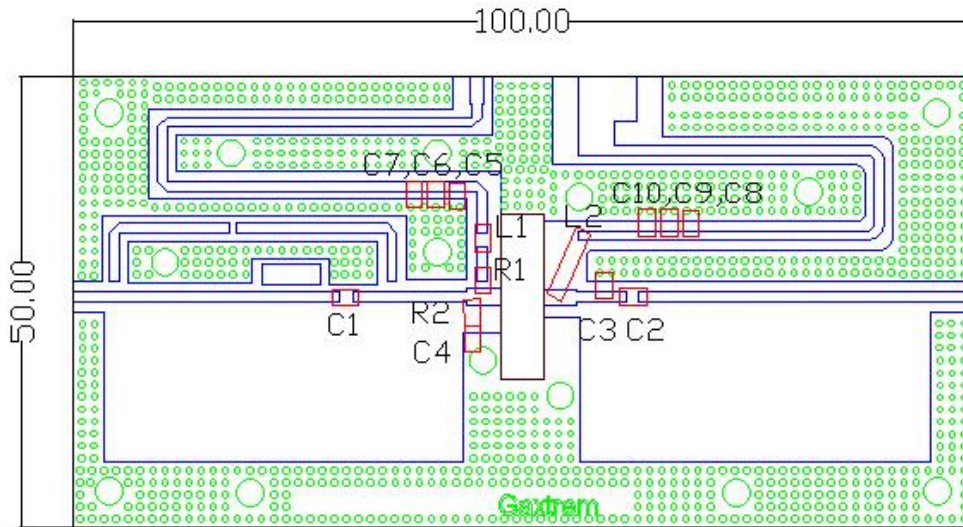 100.00
50.00
C7,C6,C5
C10,C9,C8
L1
L2
R1
R2
C1
C3
C2
C4
Gaxtrem